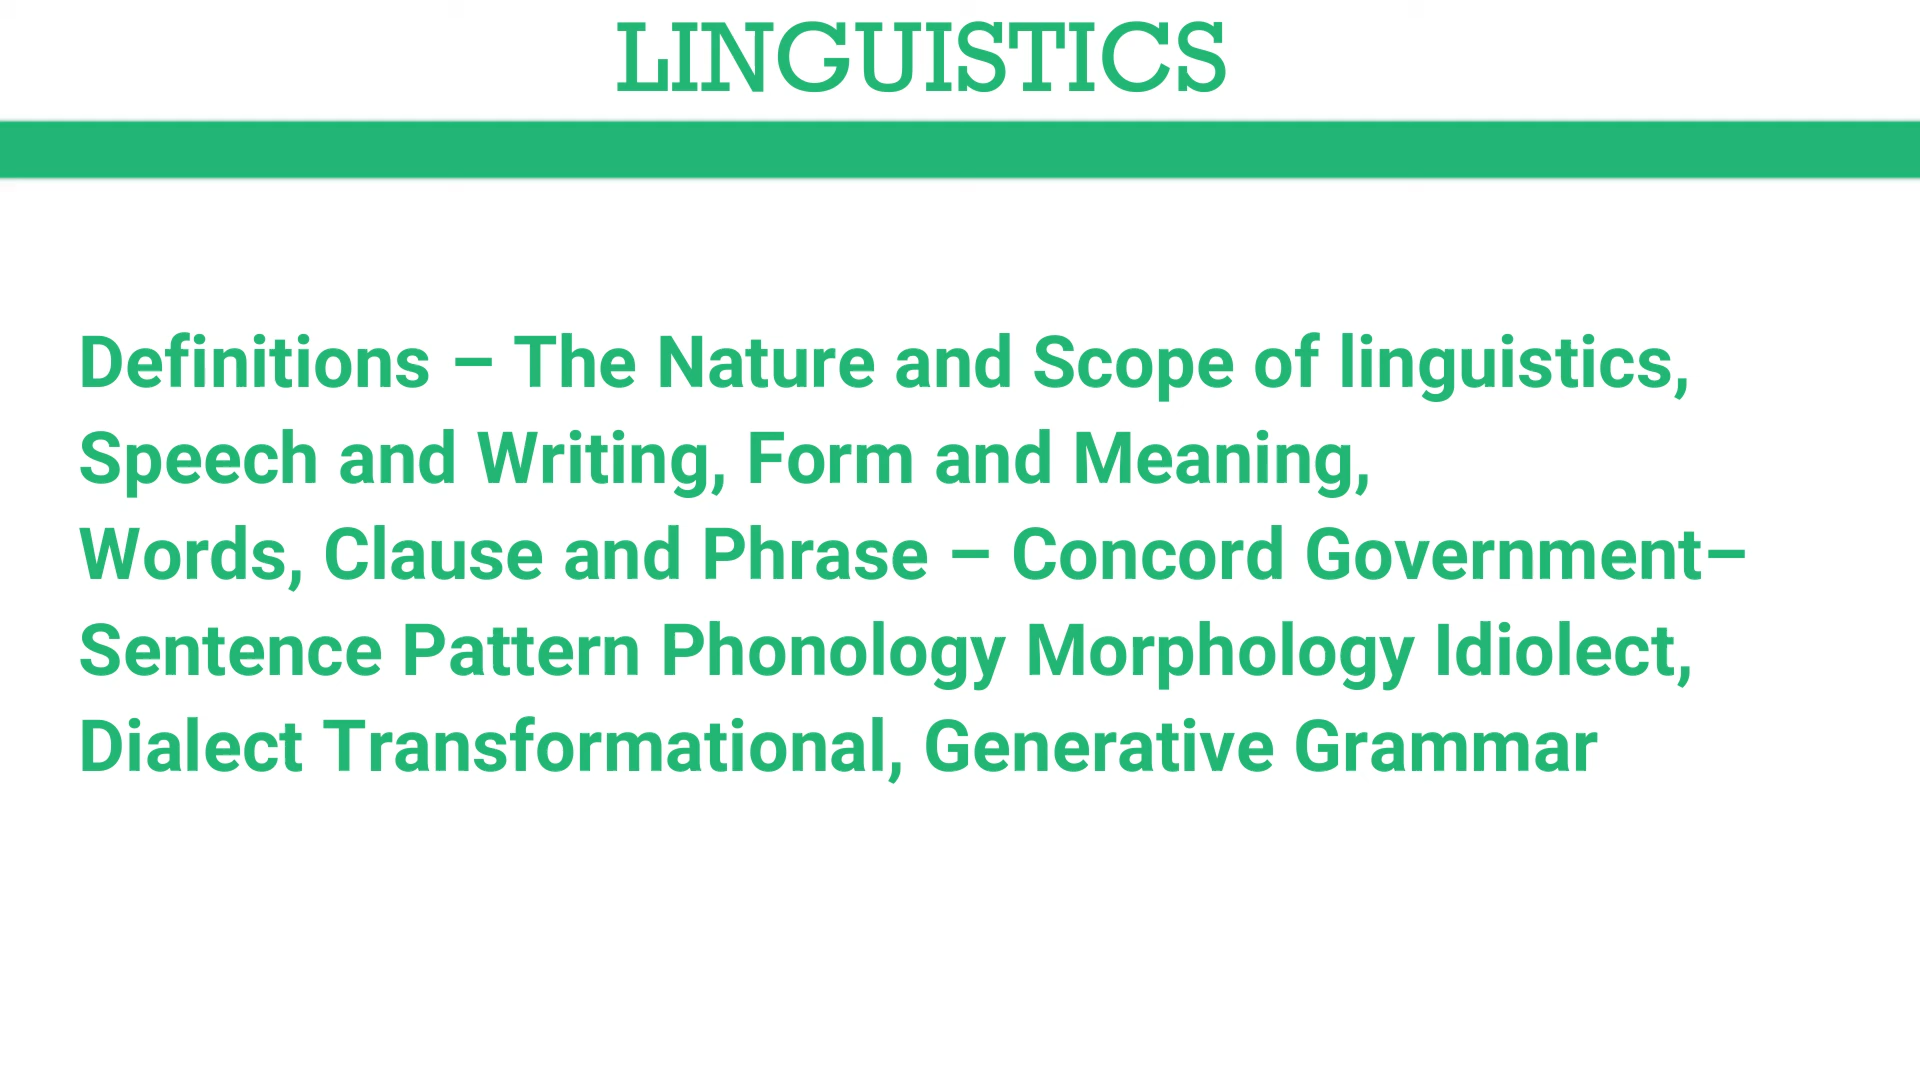 LINGUISTICS
Definitions – The Nature and Scope of linguistics,
Speech and Writing, Form and Meaning,
Words, Clause and Phrase – Concord Government–
Sentence Pattern Phonology Morphology Idiolect,
Dialect Transformational, Generative Grammar